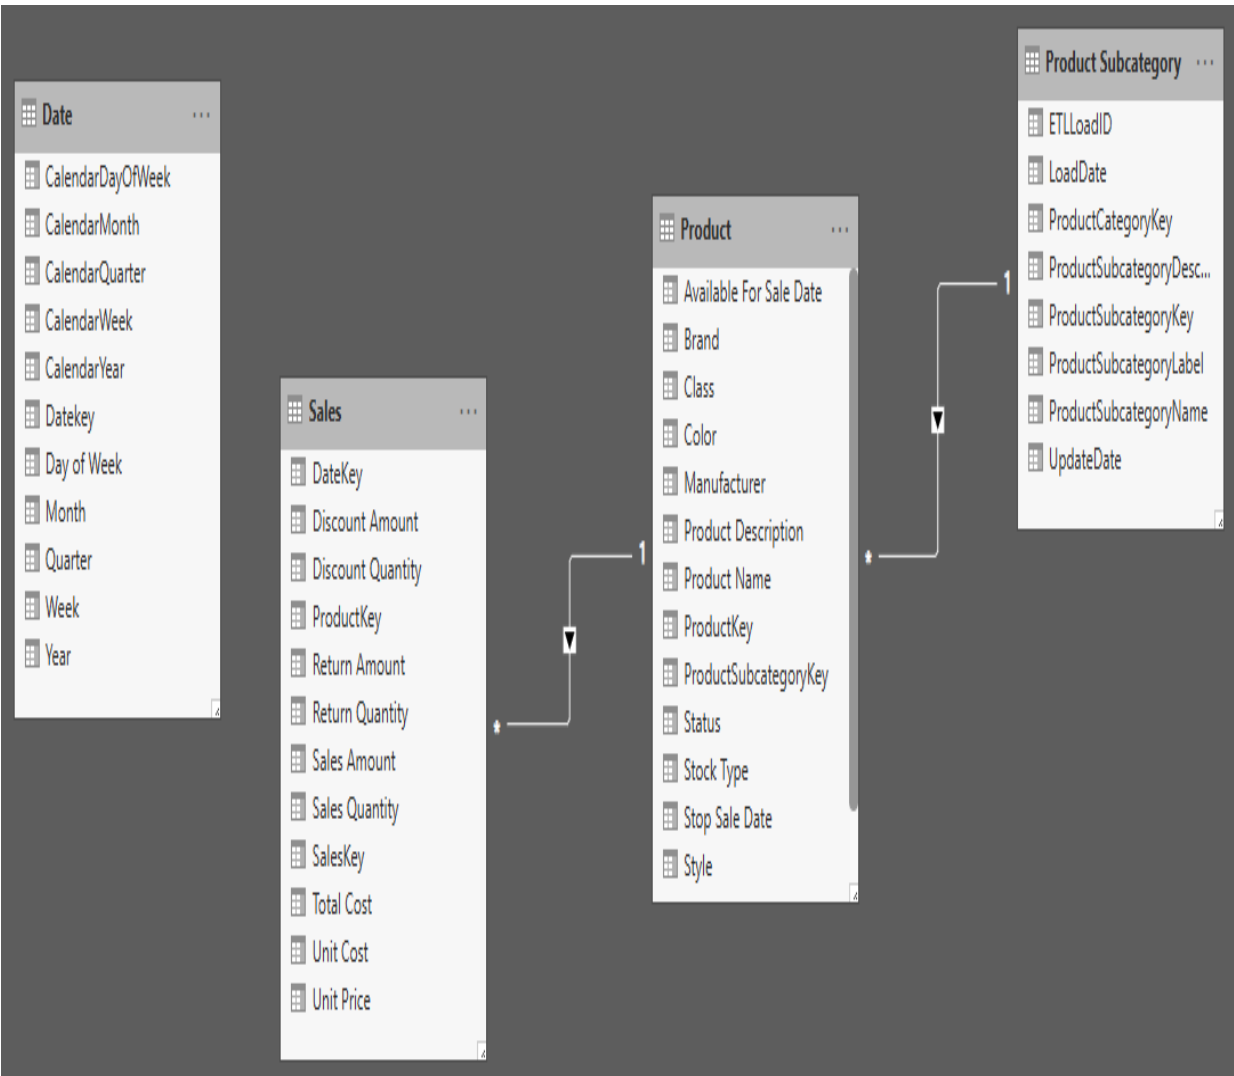 Date
CalendarDayOfWeek
CalendarMonth
CalendarQuarter
CalendarWeek
CalendarYear
Datekey
Day of Week
Month
Quarter
Week
Year
Sales
DateKey
Discount Amount
Discount Quantity
ProductKey
Return Amount
Return Quantity
Sales Amount
Sales Quantity
SalesKey
Total Cost
Unit Cost
Unit Price
*
1
Product
Available For Sale Date
Brand
Class
Color
Manufacturer
Product Description
Product Name
ProductKey
ProductSubcategoryKey
Status
Stock Type
Stop Sale Date
Style
*
1
Product Subcategory
ETLLoadID
LoadDate
ProductCategoryKey
ProductSubcategoryDesc...
ProductSubcategoryKey
ProductSubcategoryLabel
ProductSubcategoryName
UpdateDate